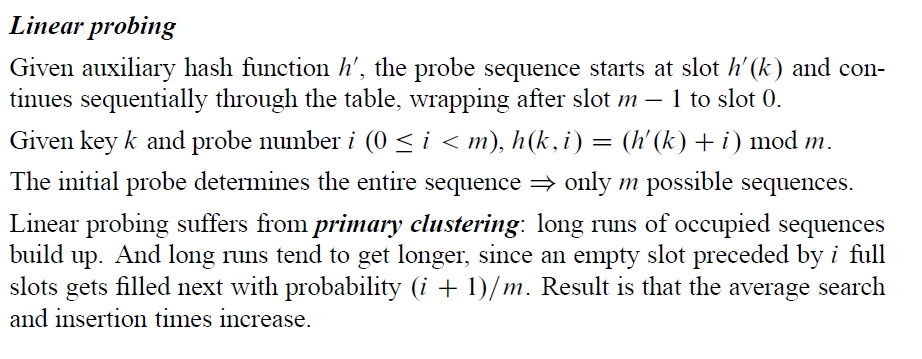 Linear probing
Given auxiliary hash function h′, the probe sequence starts at slot h′(k) and con-
tinues sequentially through the table, wrapping after slot m − 1 to slot 0.
Given key k and probe number i (0 ≤ i < m), h(k, i) = (h′(k) + i) mod m.
The initial probe determines the entire sequence ⇒ only m possible sequences.
Linear probing suffers from primary clustering: long runs of occupied sequences
build up. And long runs tend to get longer, since an empty slot preceded by i full
slots gets filled next with probability (i + 1)/m. Result is that the average search
and insertion times increase.